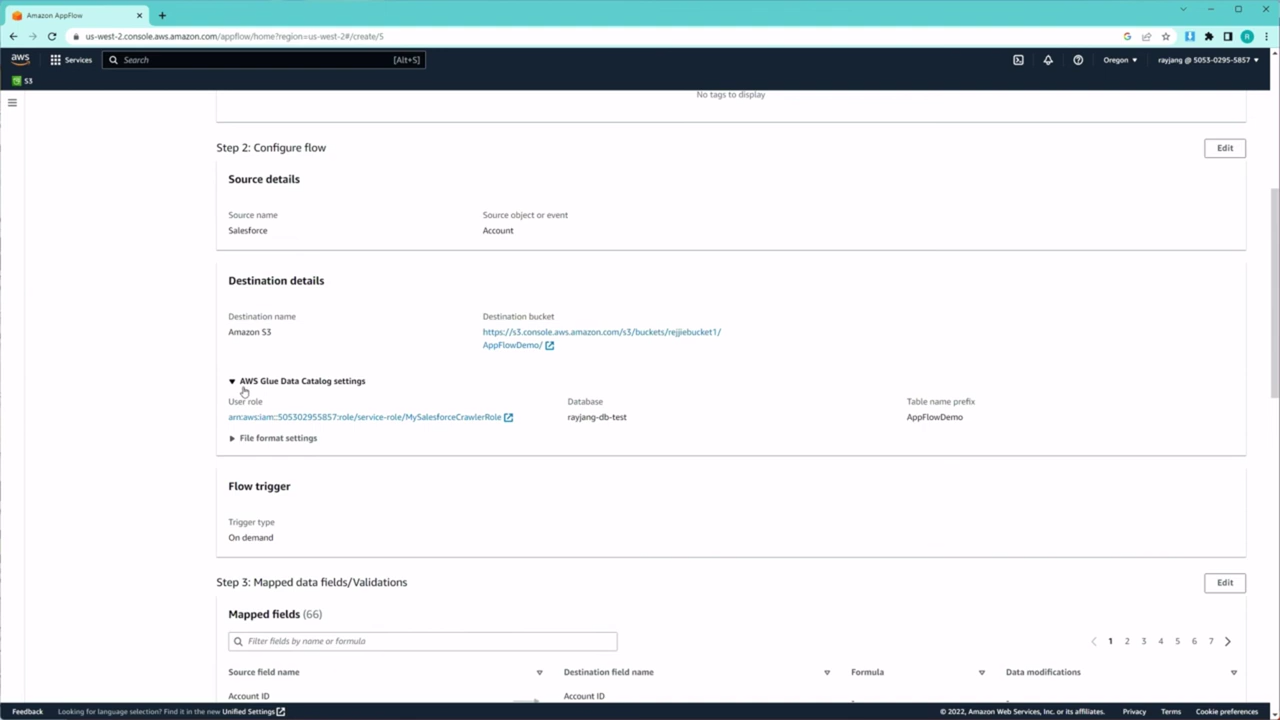 Amazon AppFlow
us-west-2.console.aws.amazon.com/appflow/home?region=us-west-2#/create/5
R
aws Services Search [Alt+S] Oregon rayjang @ 5053-0295-5857
S3
No tags to display
Step 2: Configure flow
Edit
Source details
Source name Source object or event
Salesforce Account
Destination details
Destination name Destination bucket
Amazon S3 https://s3.console.aws.amazon.com/s3/buckets/rejjiebucket1/
AppFlowDemo/
AWS Glue Data Catalog settings
User role Database Table name prefix
arn:aws:iam::505302955857:role/service-role/MySalesforceCrawlerRole rayjang-db-test AppFlowDemo
File format settings
Flow trigger
Trigger type
On demand
Step 3: Mapped data fields/Validations
Edit
Mapped fields (66)
Filter fields by name or formula 1 2 3 4 5 6 7
Source field name Destination field name Formula Data modifications
Account ID Account ID
Feedback Looking for language selection? Find it in the new Unified Settings © 2022, Amazon Web Services, Inc. or its affiliates. Privacy Terms Cookie preferences